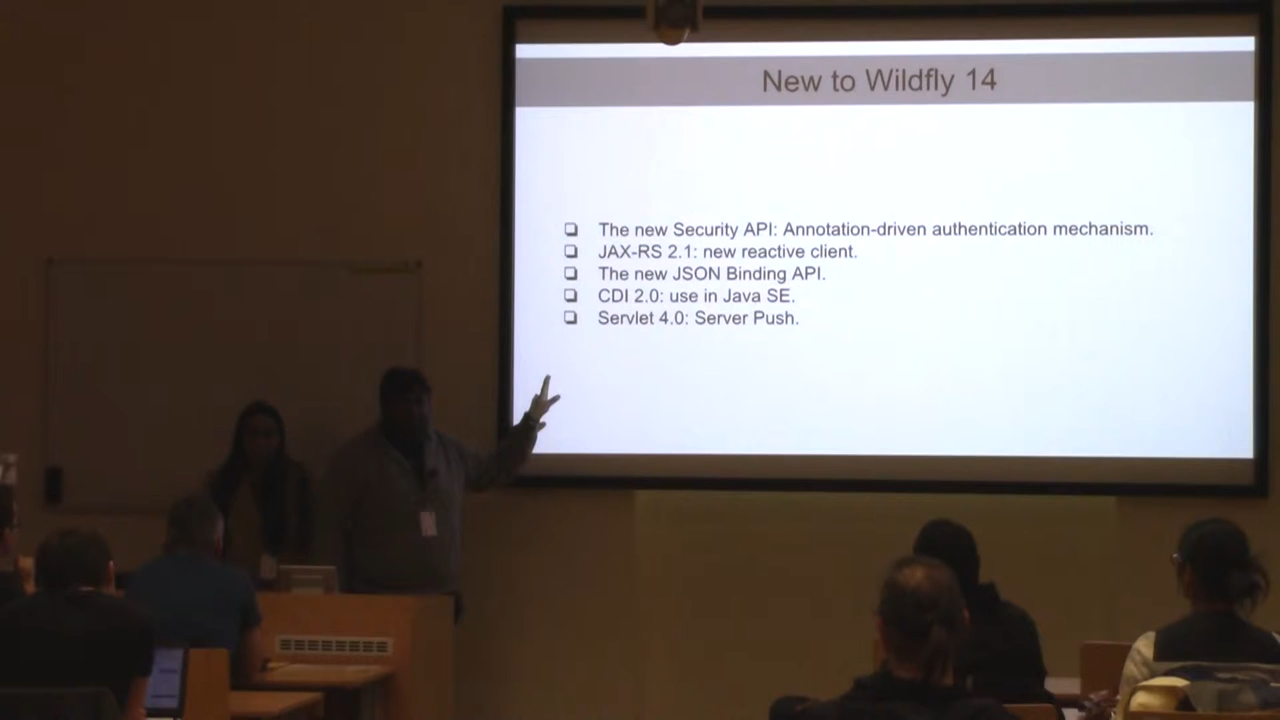 New to Wildfly 14
❏ The new Security API: Annotation-driven authentication mechanism.
❏ JAX-RS 2.1: new reactive client.
❏ The new JSON Binding API.
❏ CDI 2.0: use in Java SE.
❏ Servlet 4.0: Server Push.